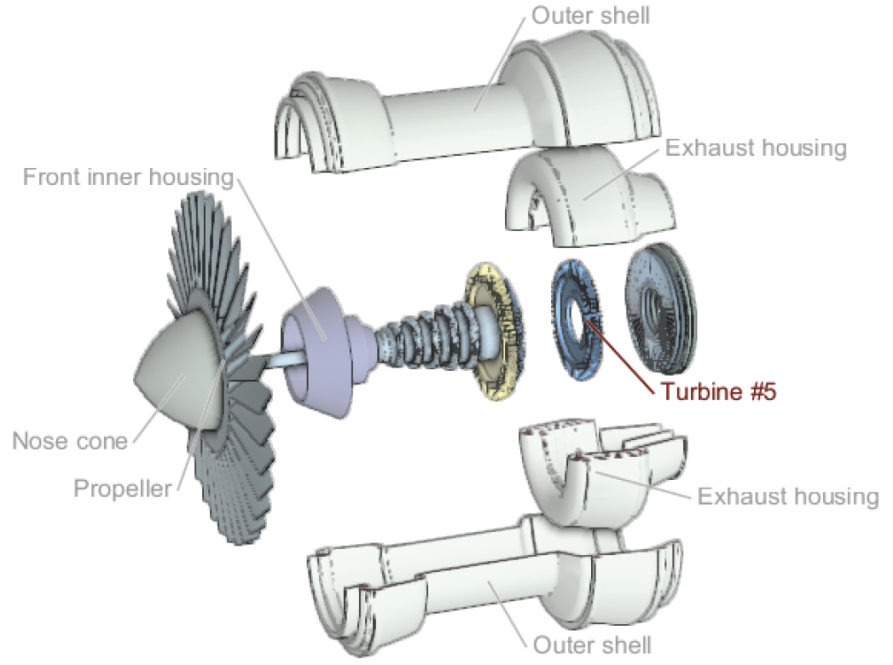 Outer shell
Exhaust housing
Front inner housing
Turbine #5
Nose cone
Propeller
Exhaust housing
Outer shell